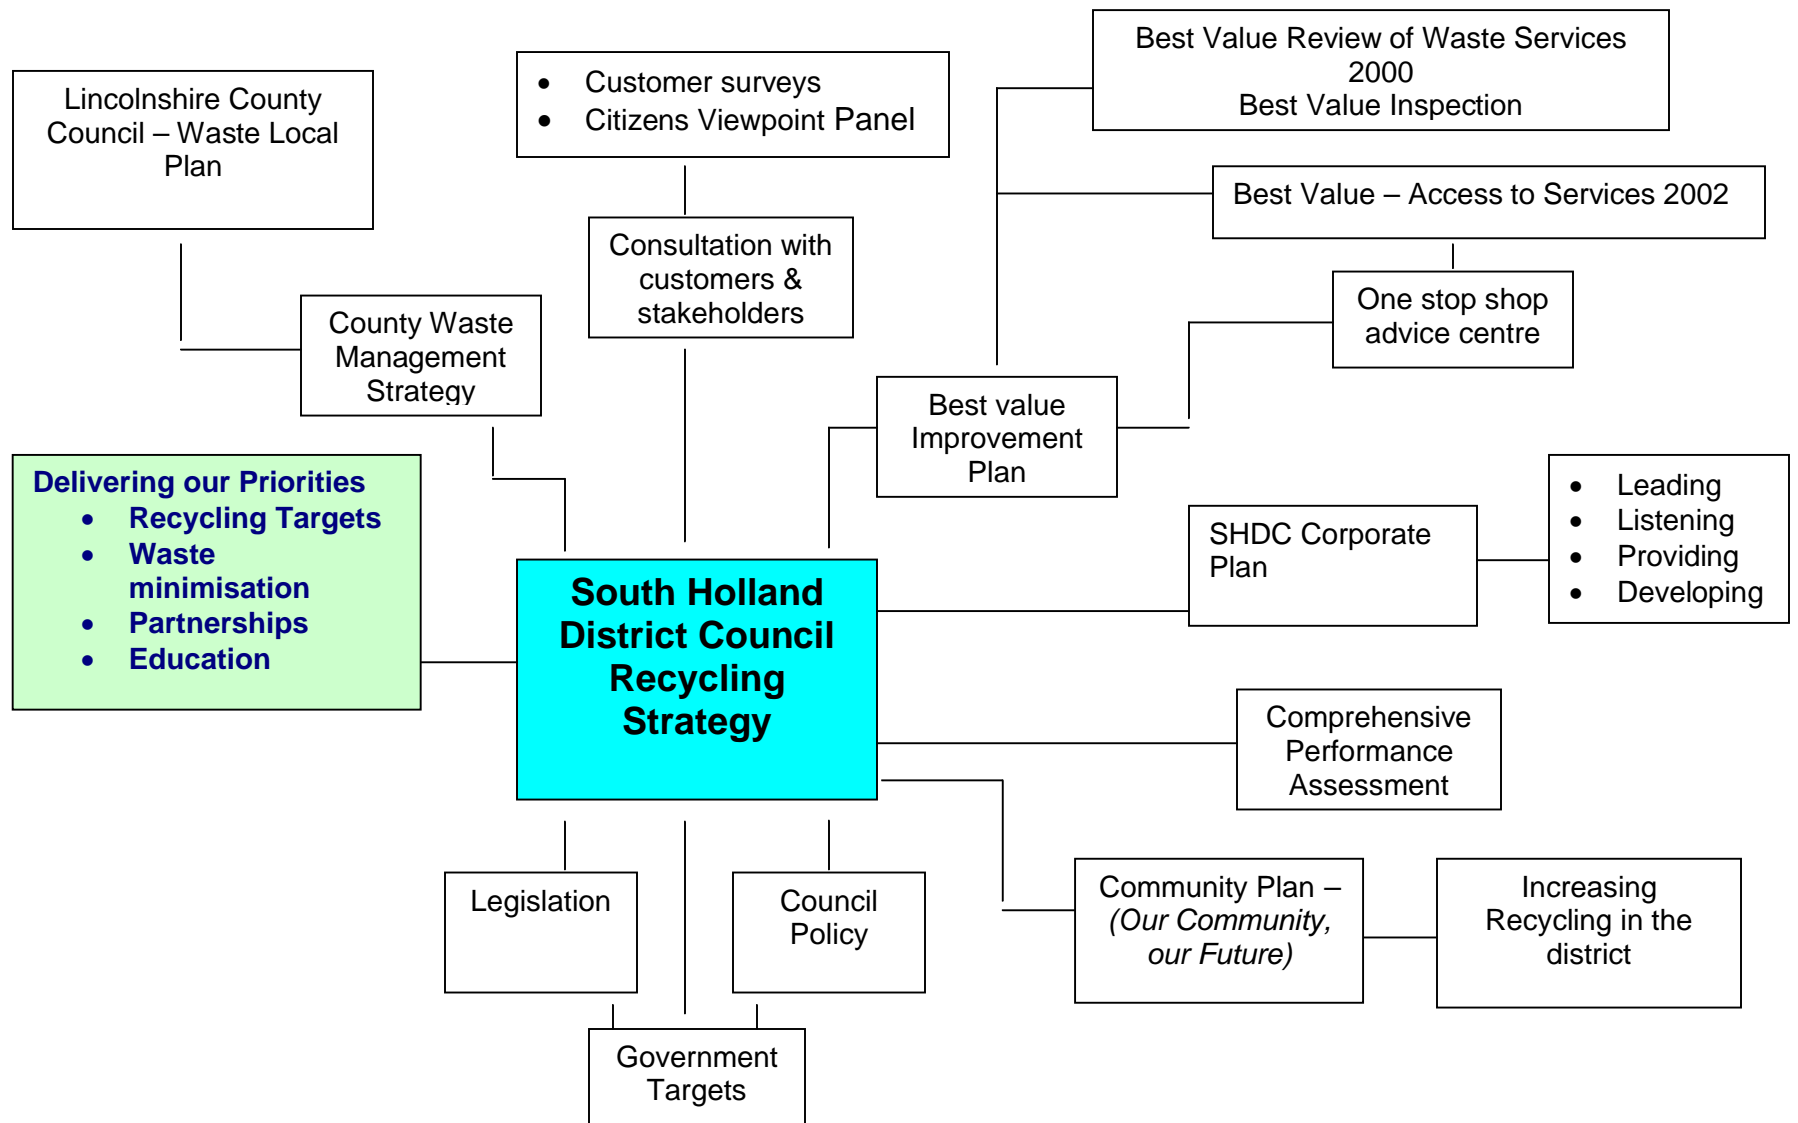 Best Value Review of Waste Services
2000
Best Value Inspection
Lincolnshire County
Council – Waste Local
Plan
• Customer surveys
• Citizens Viewpoint Panel
Best Value – Access to Services 2002
Consultation with
customers &
stakeholders
One stop shop
advice centre
County Waste
Management
Strategy
Best value
Improvement
Plan
Delivering our Priorities
• Recycling Targets
• Waste
minimisation
• Partnerships
• Education
SHDC Corporate
Plan
• Leading
• Listening
• Providing
• Developing
South Holland
District Council
Recycling
Strategy
Comprehensive
Performance
Assessment
Legislation
Council
Policy
Community Plan –
(Our Community,
our Future)
Increasing
Recycling in the
district
Government
Targets